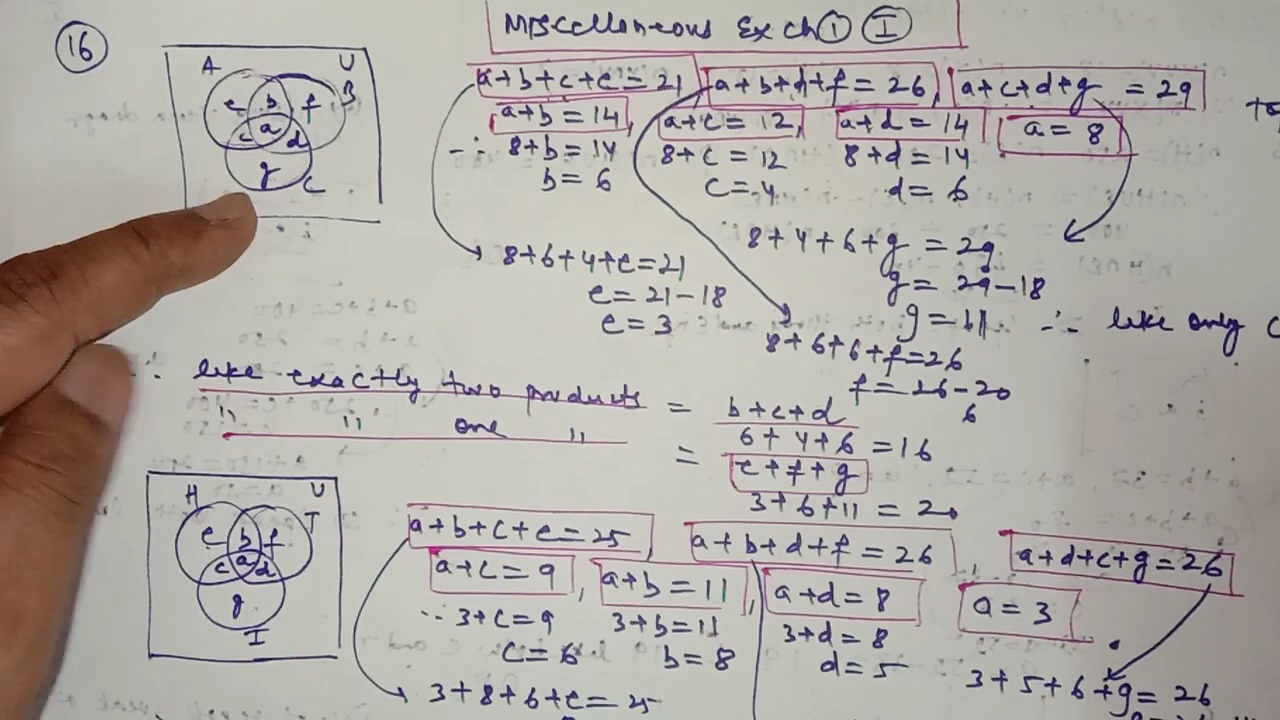 Miscellaneous Ex ch ① Ⓘ
⑯
A U
B
e b f
c a d
g C
a+b+c+e=21, a+b+d+f=26, a+c+d+g = 29
a+b=14, a+c=12, a+d=14 a=8
∴ 8+b=14 8+c=12 8+d=14
b=6 c=4 d=6
8+6+4+e=21 8+4+6+g=29
e=21-18 g= 29-18
e=3 g=11 ∴ like only C
8+6+6+f=26
f=26-20
6
∴ like exactly two products = b+c+d
6+4+6=16
" " one " = e+f+g
3+6+11=20
H U
T
e b f
c a d
g
I
a+b+c+e=25, a+b+d+f=26, a+d+c+g=26
a+c=9, a+b=11, a+d=8 a=3
∴ 3+c=9 3+b=11 3+d=8
c=6 b=8 d=5
3+8+6+e=25 3+5+6+g=26